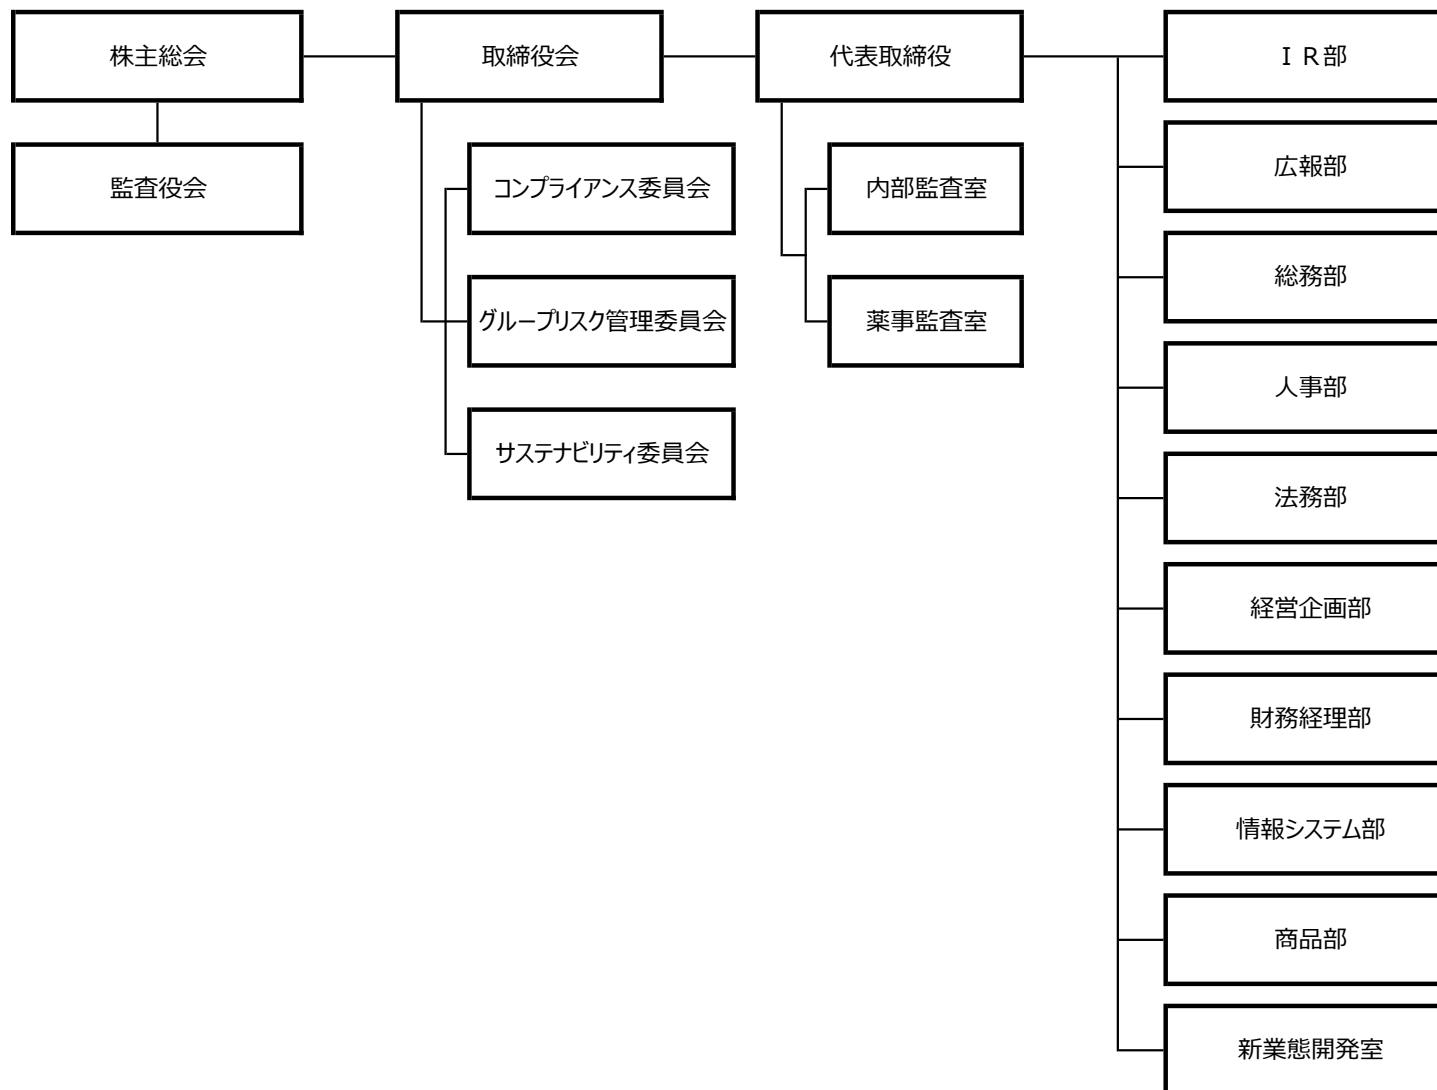 株主総会
取締役会
代表取締役
ＩＲ部
監査役会
コンプライアンス委員会
内部監査室
広報部
グループリスク管理委員会
薬事監査室
総務部
サステナビリティ委員会
人事部
法務部
経営企画部
財務経理部
情報システム部
商品部
新業態開発室